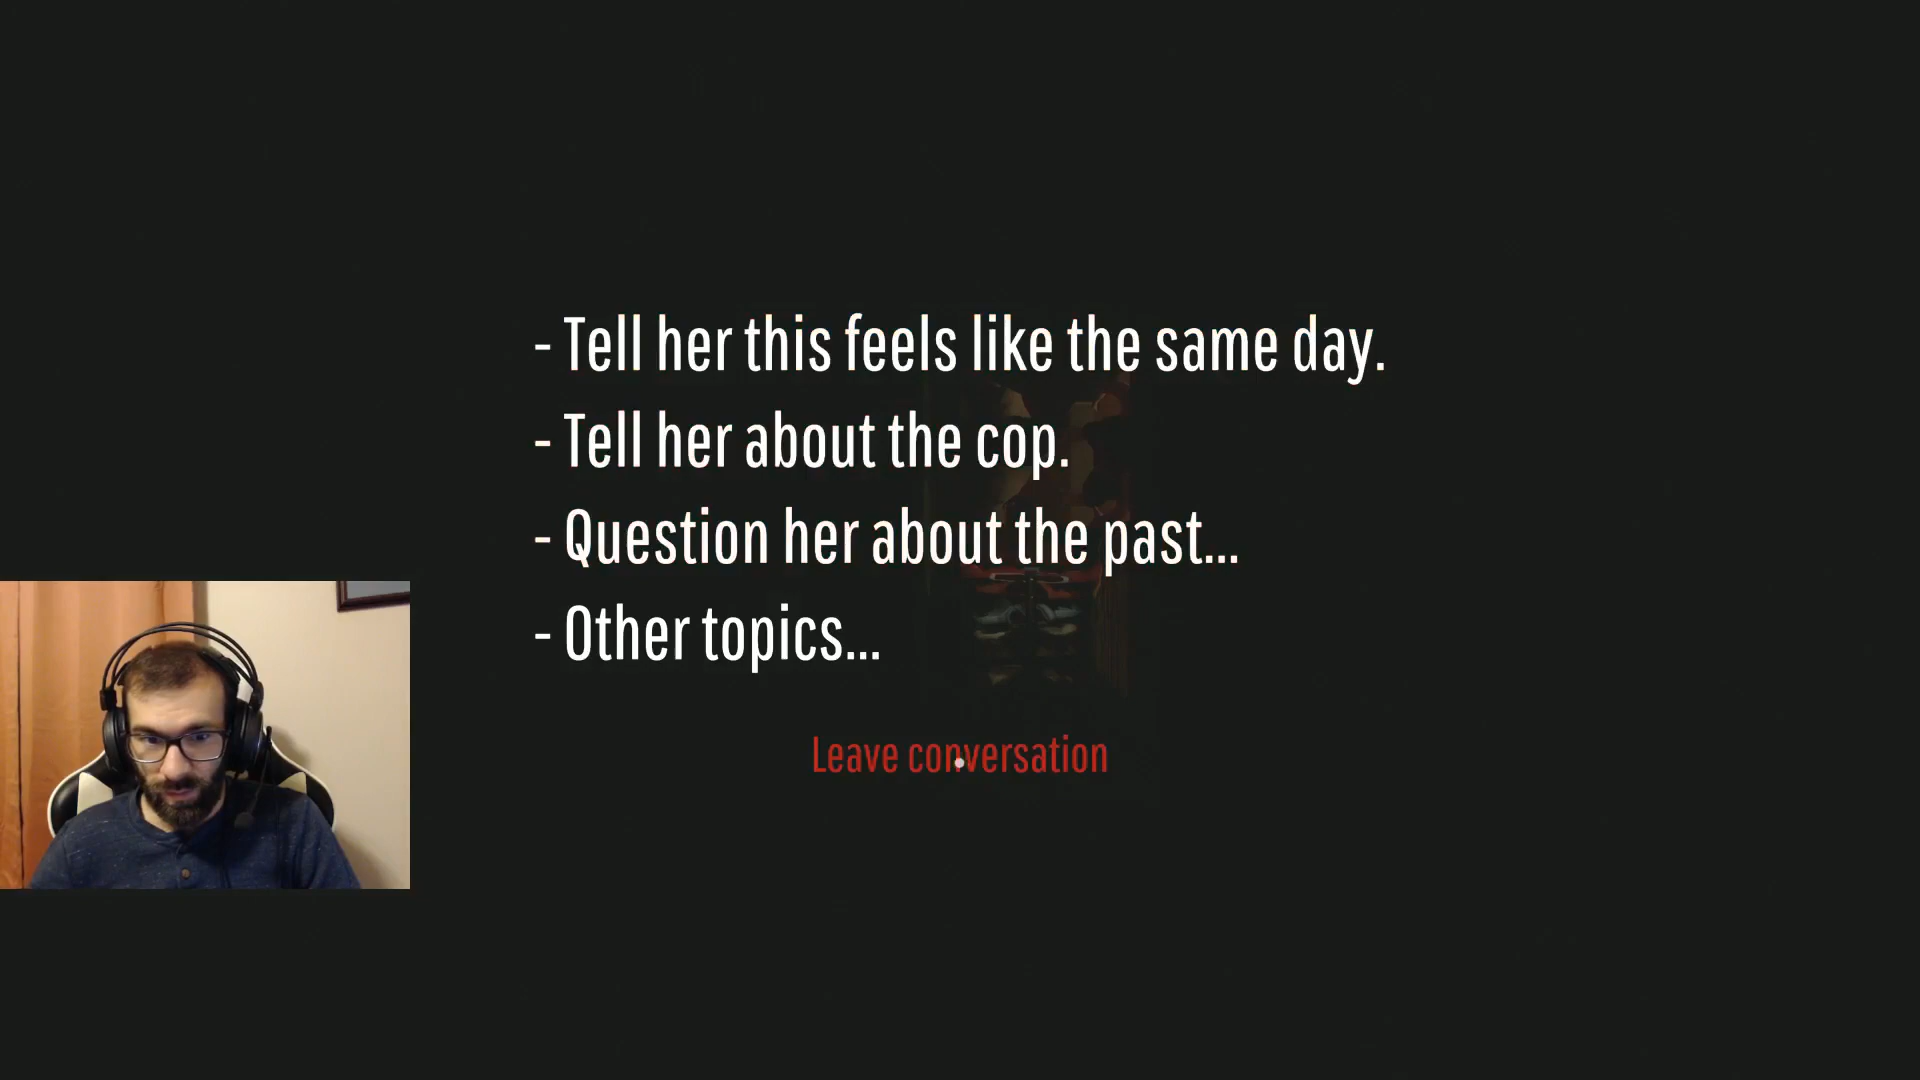 - Tell her this feels like the same day.
- Tell her about the cop.
- Question her about the past...
- Other topics...
Leave conversation